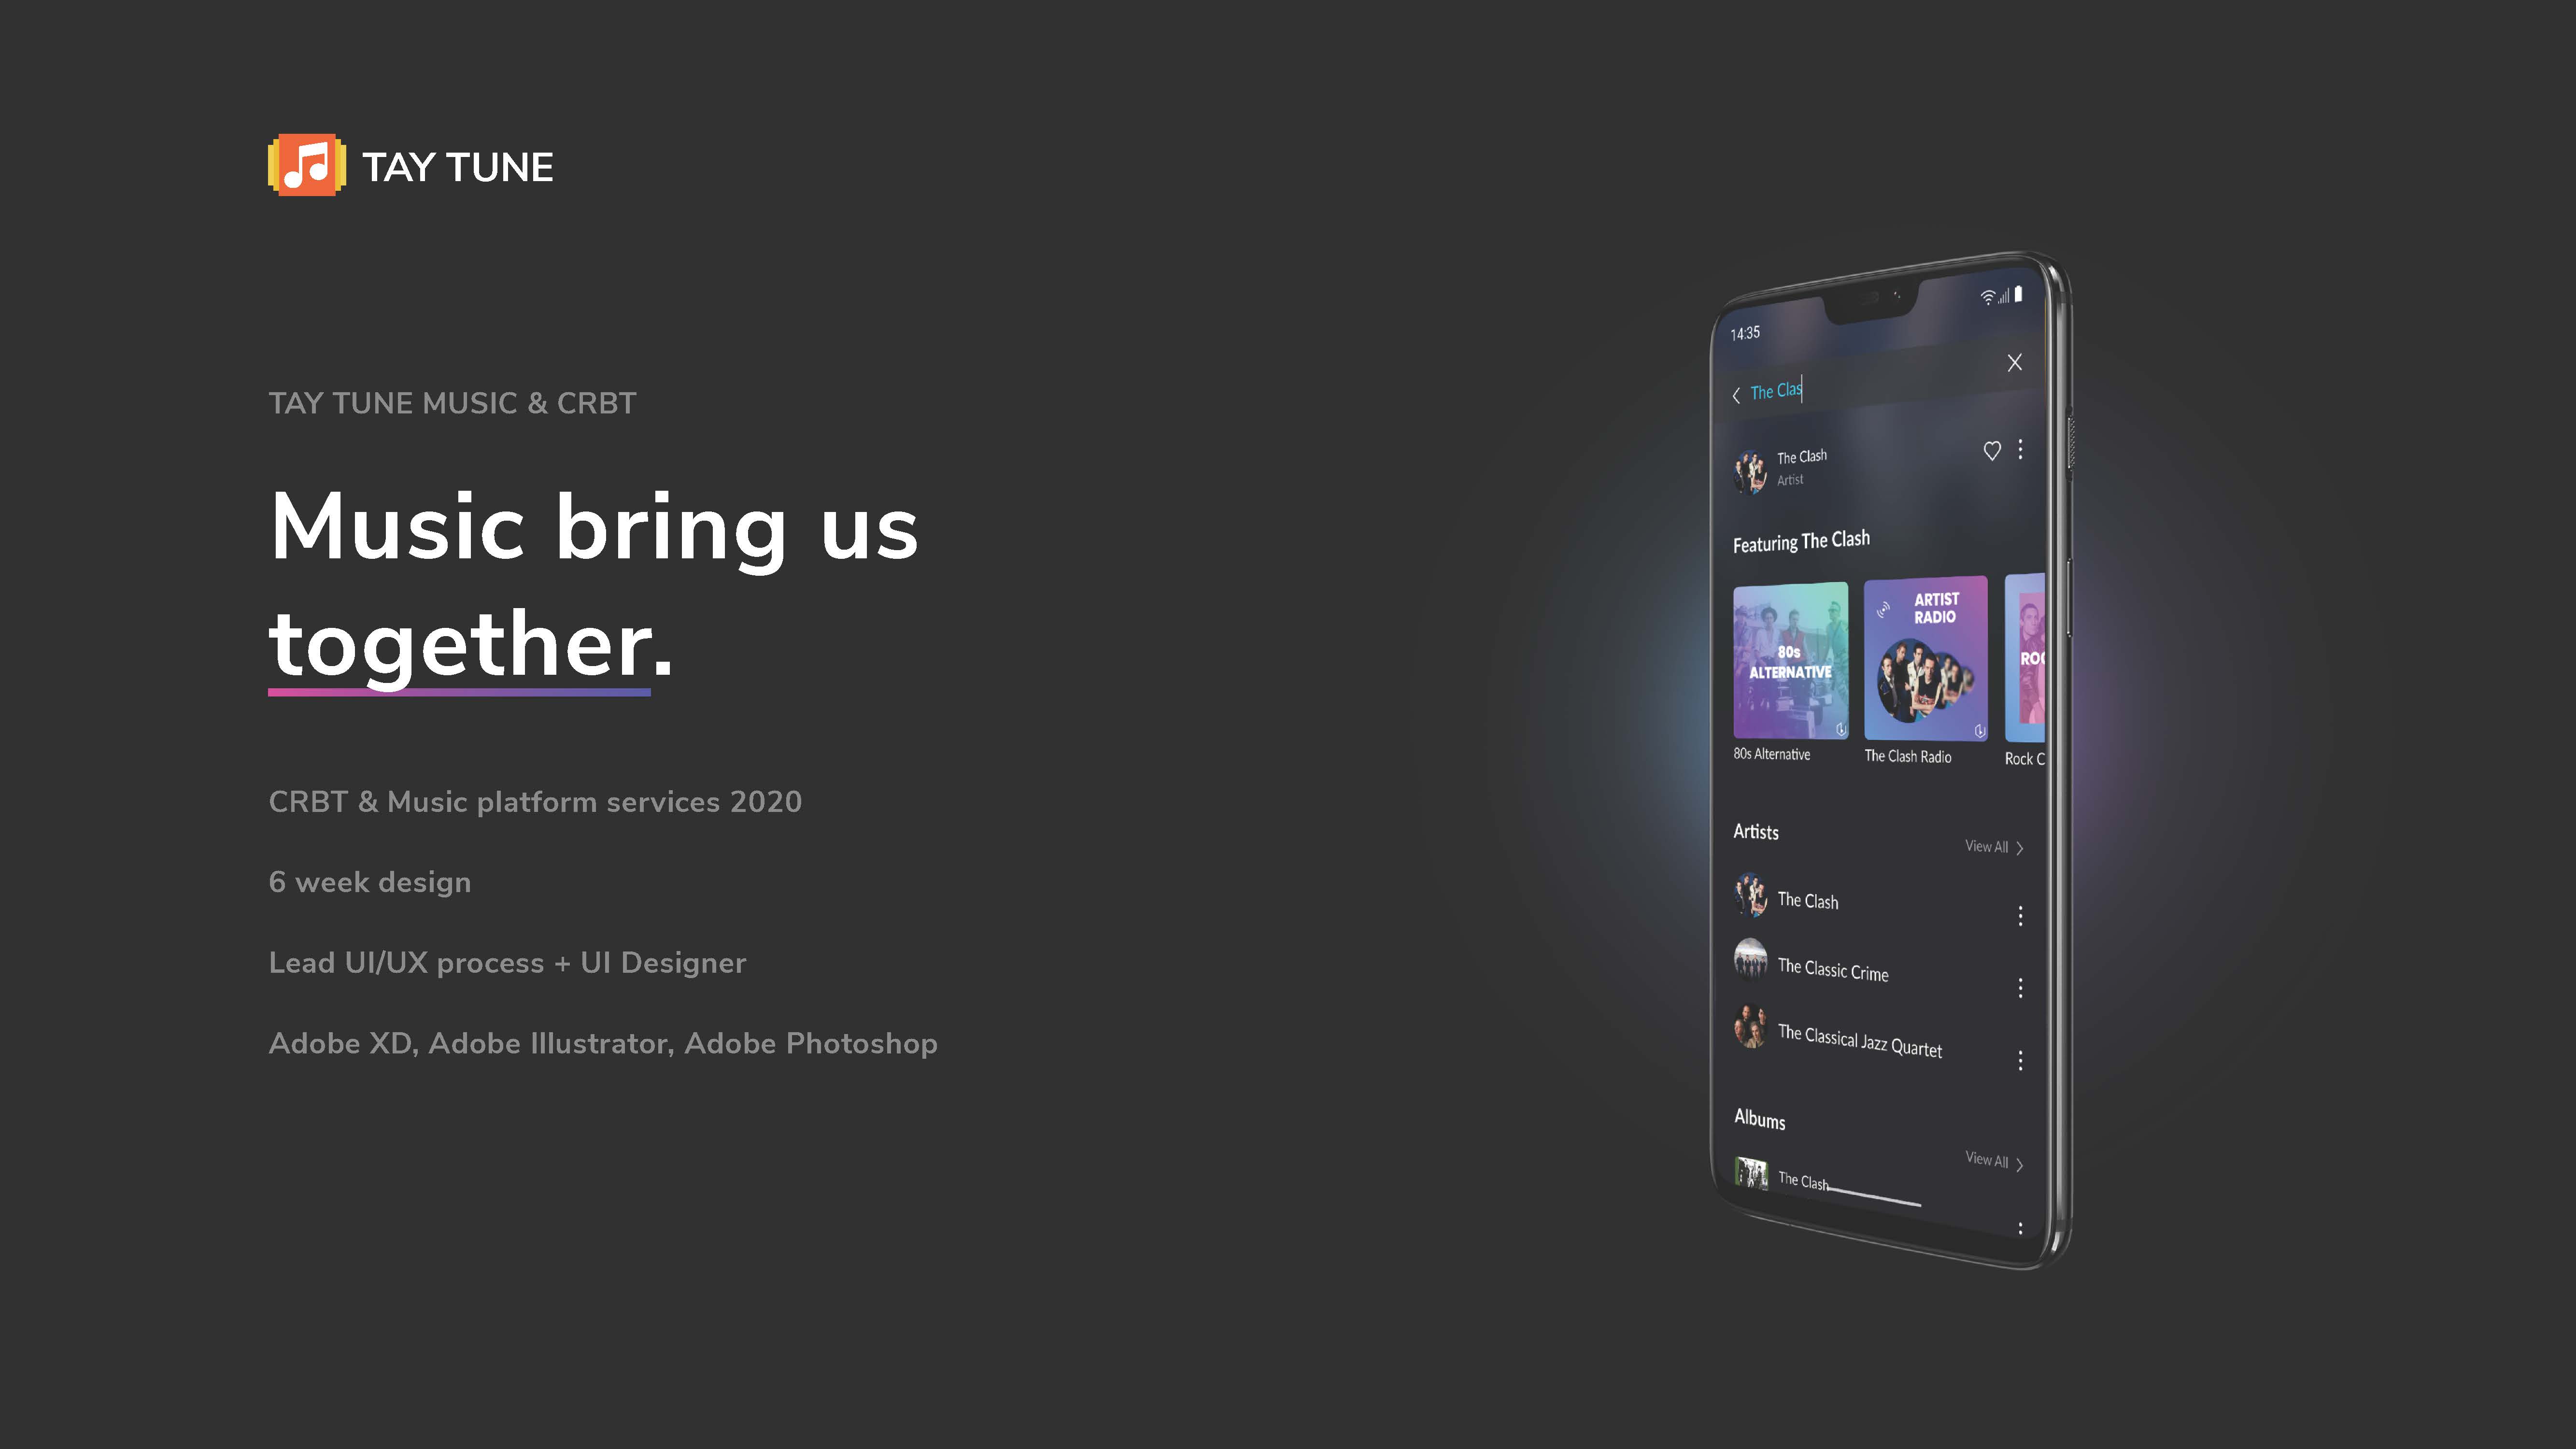 TAY TUNE
TAY TUNE MUSIC & CRBT
Music bring us
together.
CRBT & Music platform services 2020
6 week design
Lead UI/UX process + UI Designer
Adobe XD, Adobe Illustrator, Adobe Photoshop
14:35
The Clas
The Clash
Artist
Featuring The Clash
80s
ALTERNATIVE
ARTIST
RADIO
ROC
80s Alternative
The Clash Radio
Rock C
Artists
View All
The Clash
The Classic Crime
The Classical Jazz Quartet
Albums
View All
The Clash